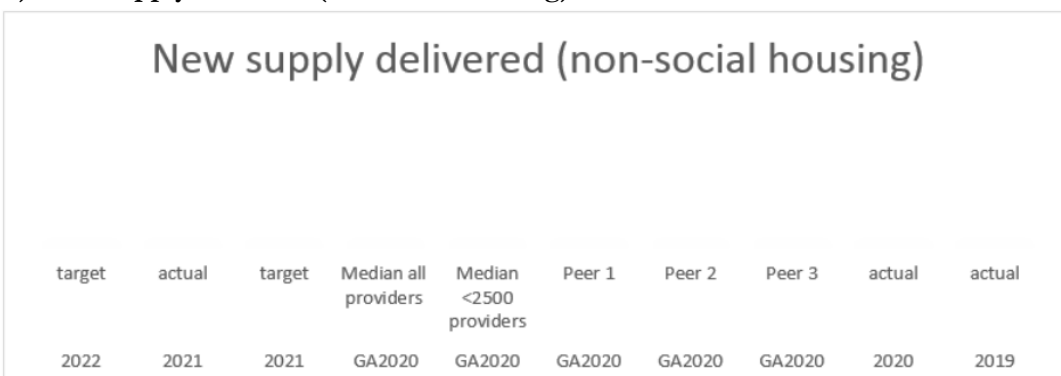 New supply delivered (non-social housing)
target actual target Median all providers Median <2500 providers Peer 1 Peer 2 Peer 3 actual actual
2022 2021 2021 GA2020 GA2020 GA2020 GA2020 GA2020 2020 2019